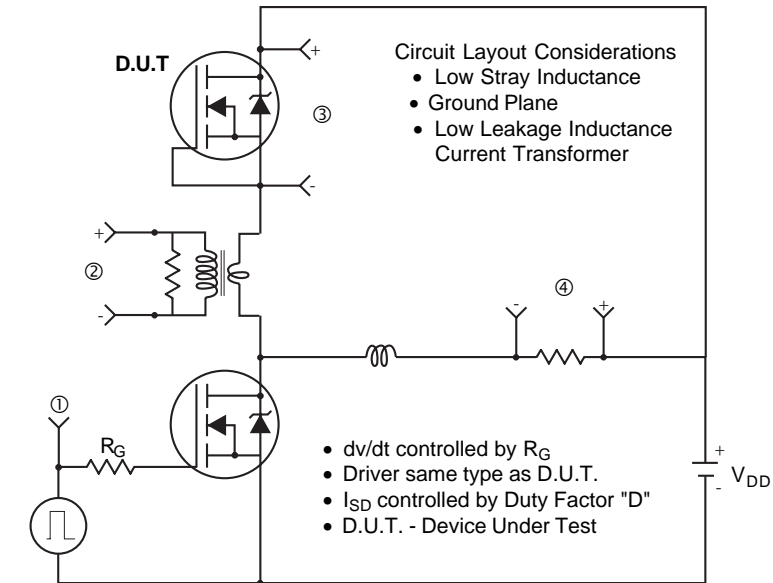 D.U.T
+
Circuit Layout Considerations
• Low Stray Inductance
• Ground Plane
• Low Leakage Inductance
Current Transformer
③
-
+
②
-
④
-
+
①
RG
• dv/dt controlled by RG
• Driver same type as D.U.T.
• ISD controlled by Duty Factor "D"
• D.U.T. - Device Under Test
+
VDD
-